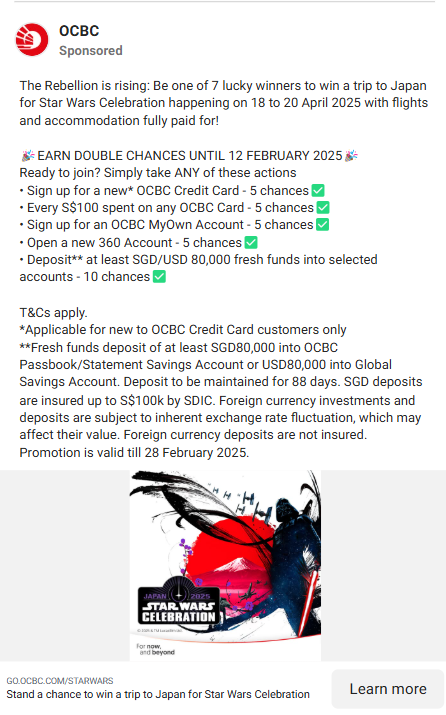 OCBC
Sponsored
The Rebellion is rising: Be one of 7 lucky winners to win a trip to Japan
for Star Wars Celebration happening on 18 to 20 April 2025 with flights
and accommodation fully paid for!
🎉EARN DOUBLE CHANCES UNTIL 12 FEBRUARY 2025🎉
Ready to join? Simply take ANY of these actions
• Sign up for a new* OCBC Credit Card - 5 chances✅
• Every S$100 spent on any OCBC Card - 5 chances✅
• Sign up for an OCBC MyOwn Account - 5 chances✅
• Open a new 360 Account - 5 chances✅
• Deposit** at least SGD/USD 80,000 fresh funds into selected
accounts - 10 chances✅
T&Cs apply.
*Applicable for new to OCBC Credit Card customers only
**Fresh funds deposit of at least SGD80,000 into OCBC
Passbook/Statement Savings Account or USD80,000 into Global
Savings Account. Deposit to be maintained for 88 days. SGD deposits
are insured up to S$100k by SDIC. Foreign currency investments and
deposits are subject to inherent exchange rate fluctuation, which may
affect their value. Foreign currency deposits are not insured.
Promotion is valid till 28 February 2025.
JAPAN 2025
STAR WARS
CELEBRATION
© 2025 & TM Lucasfilm Ltd.
For now,
and beyond
GO.OCBC.COM/STARWARS
Stand a chance to win a trip to Japan for Star Wars Celebration
Learn more